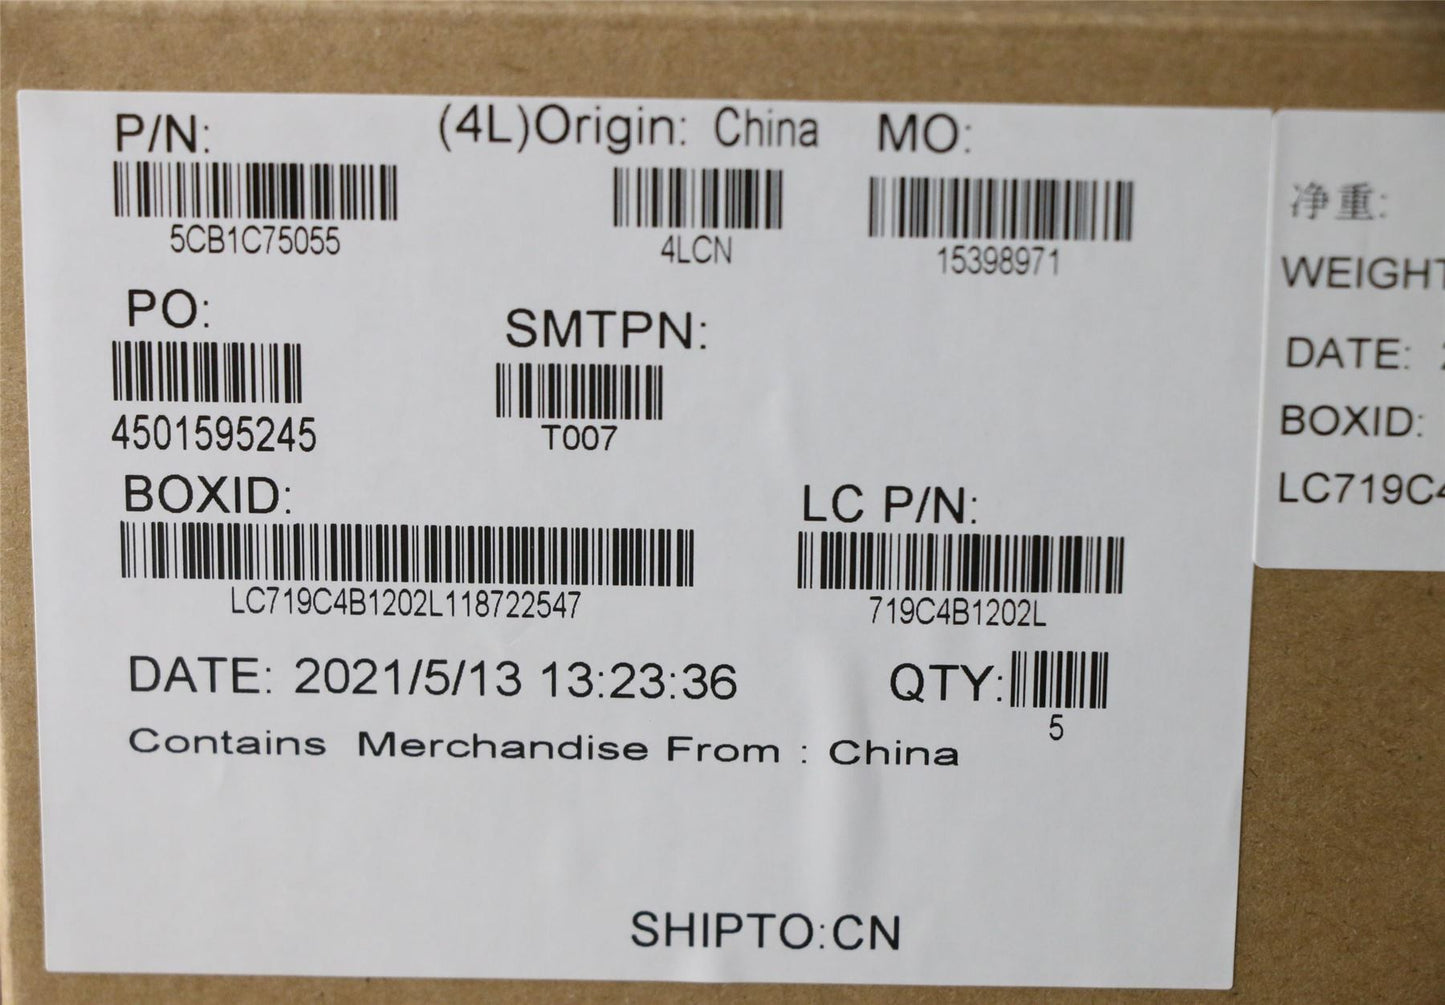 P/N:
(4L)Origin: China
MO:
5CB1C75055
4LCN
15398971
PO:
SMTPN:
4501595245
T007
BOXID:
LC P/N:
LC719C4B1202L118722547
719C4B1202L
DATE: 2021/5/13 13:23:36
QTY:
5
Contains Merchandise From : China
SHIPTO:CN
净重:
WEIGHT
DATE:
BOXID:
LC719C4